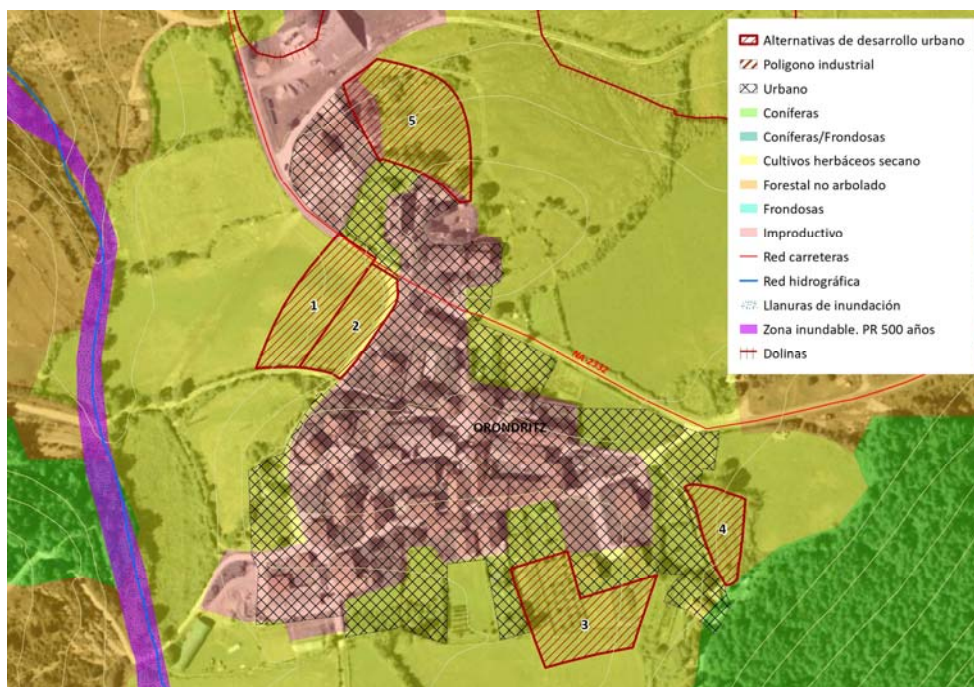 Alternativas de desarrollo urbano
Poligono industrial
Urbano
Coníferas
Coníferas/Frondosas
Cultivos herbáceos secano
Forestal no arbolado
Frondosas
Improductivo
Red carreteras
Red hidrográfica
Llanuras de inundación
Zona inundable. PR 500 años
Dolinas
5
1
2
NA-2332
ORONDRITZ
4
3